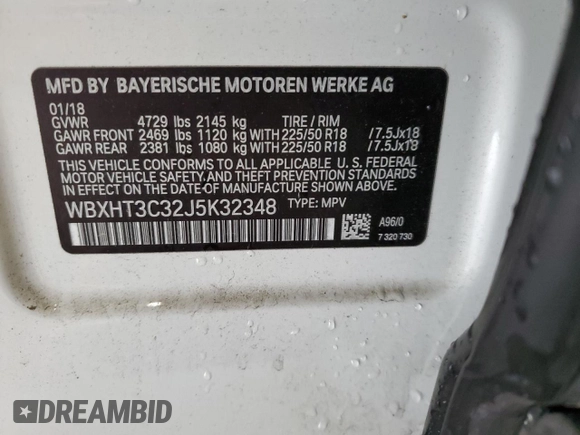 MFD BY BAYERISCHE MOTOREN WERKE AG
01/18
GVWR 4729 lbs 2145 kg TIRE / RIM
GAWR FRONT 2469 lbs 1120 kg WITH 225/50 R18 /7.5Jx18
GAWR REAR 2381 lbs 1080 kg WITH 225/50 R18 /7.5Jx18
THIS VEHICLE CONFORMS TO ALL APPLICABLE U. S. FEDERAL
MOTOR VEHICLE SAFETY, AND THEFT PREVENTION
STANDARDS IN EFFECT ON THE DATE OF MANUFACTURE
SHOWN ABOVE.
WBXHT3C32J5K32348 TYPE: MPV
A96/0
7 320 730
DREAMBID